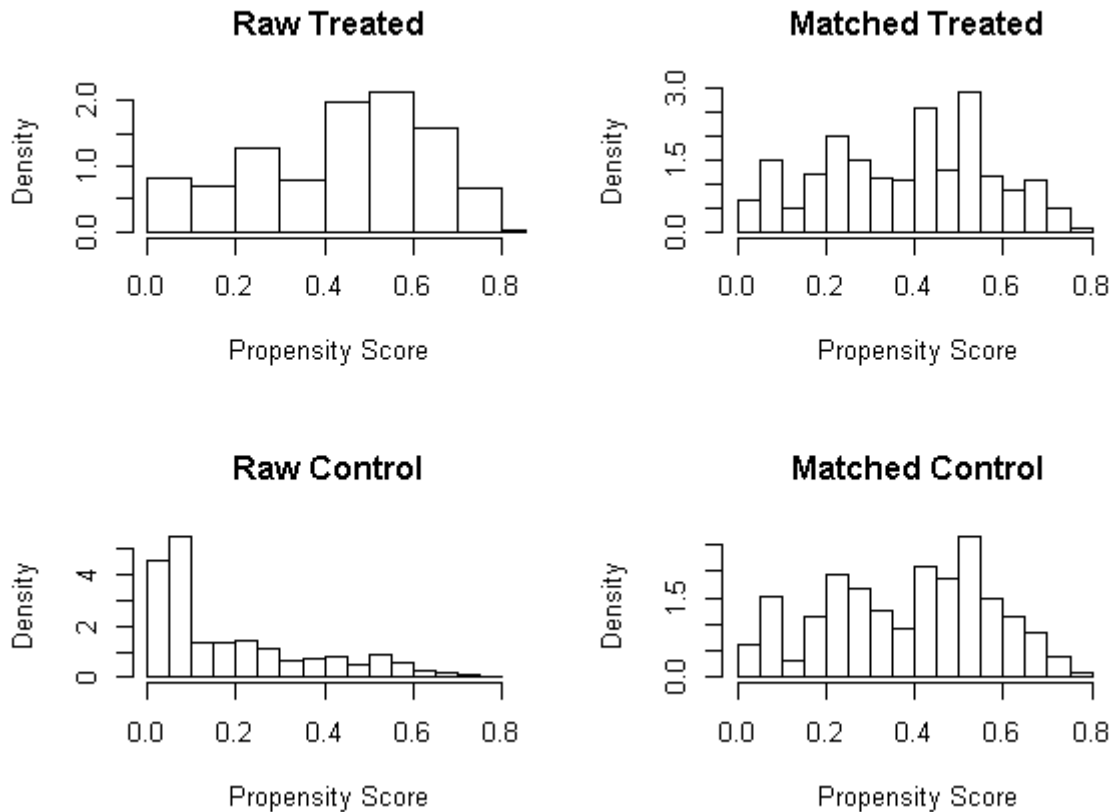 Raw Treated
Density
0.0 1.0 2.0
0.0 0.2 0.4 0.6 0.8
Propensity Score
Matched Treated
Density
0.0 1.5 3.0
0.0 0.2 0.4 0.6 0.8
Propensity Score
Raw Control
Density
0 2 4
0.0 0.2 0.4 0.6 0.8
Propensity Score
Matched Control
Density
0.0 1.5
0.0 0.2 0.4 0.6 0.8
Propensity Score